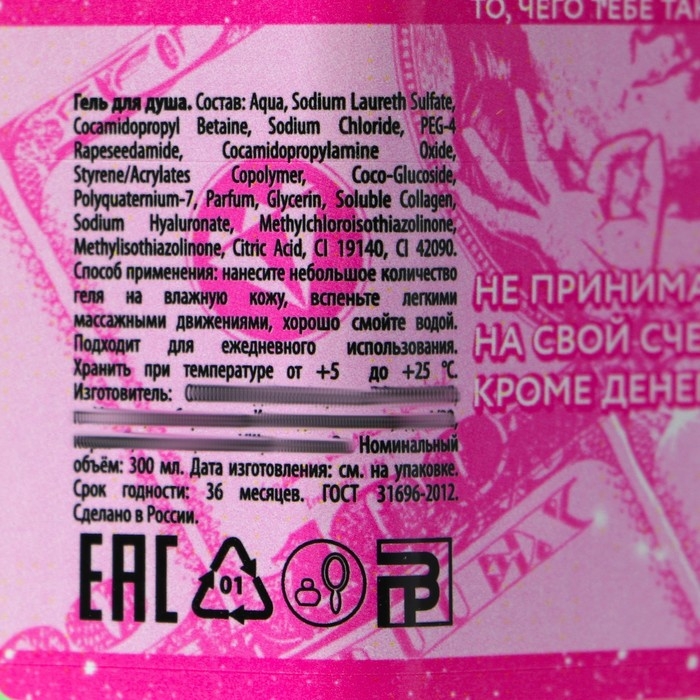 ТО, ЧЕГО ТЕБЕ
Гель для душа. Состав: Aqua, Sodium Laureth Sulfate,
Cocamidopropyl Betaine, Sodium Chloride, PEG-4
Rapeseedamide, Cocamidopropylamine Oxide,
Styrene/Acrylates Copolymer, Coco-Glucoside,
Polyquaternium-7, Parfum, Glycerin, Soluble Collagen,
Sodium Hyaluronate, Methylchloroisothiazolinone,
Methylisothiazolinone, Citric Acid, CI 19140, CI 42090.
Способ применения: нанесите небольшое количество
геля на влажную кожу, вспеньте легкими
массажными движениями, хорошо смойте водой.
Подходит для ежедневного использования.
Хранить при температуре от +5 до +25 °С.
Изготовитель:
Номинальный
объём: 300 мл. Дата изготовления: см. на упаковке.
Срок годности: 36 месяцев. ГОСТ 31696-2012.
Сделано в России.
EAC 01
НЕ ПРИНИМА
НА СВОЙ СЧЕ
КРОМЕ ДЕНЕ